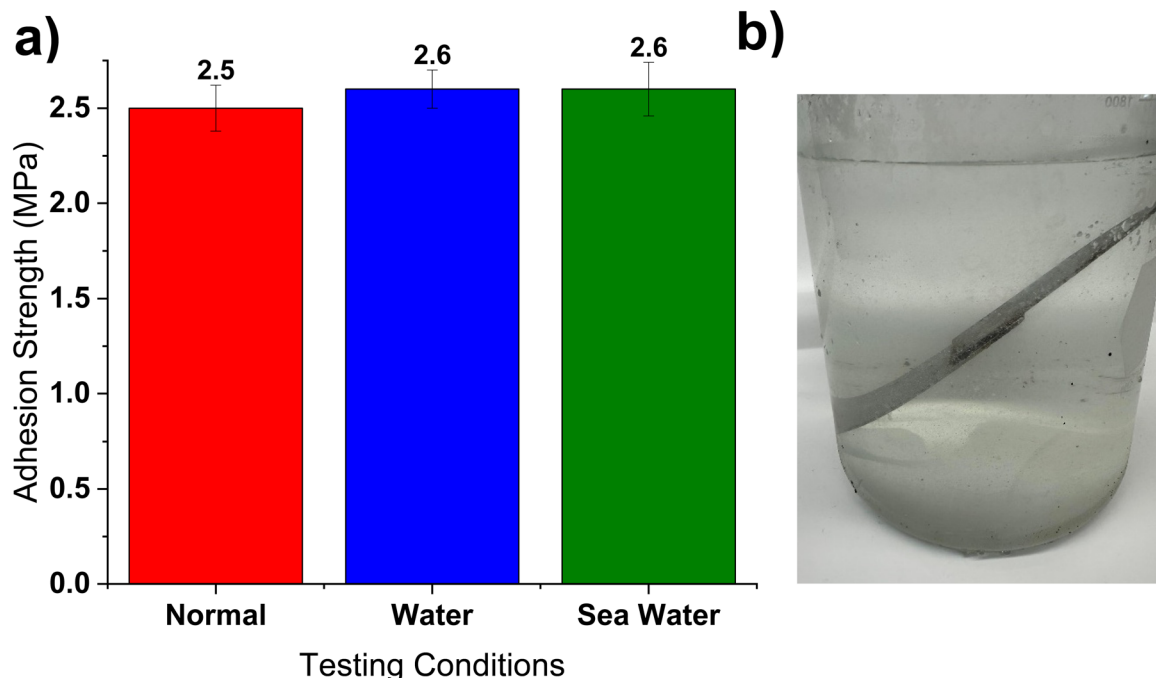 a)
b)
2.5
2.6
2.6
2.5
2.0
1.5
1.0
0.5
0.0
Adhesion Strength (MPa)
Normal
Water
Sea Water
Testing Conditions